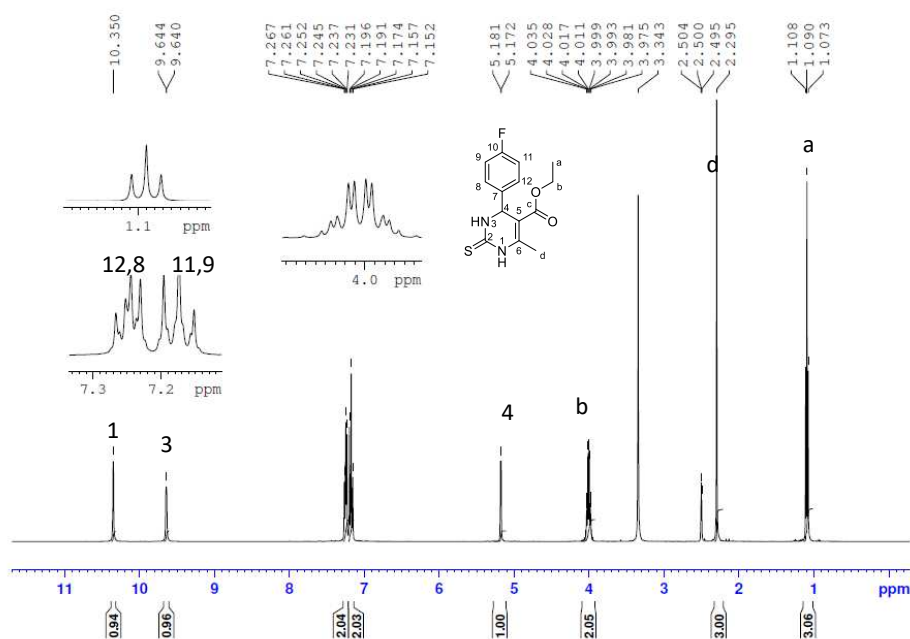 10.350
9.644
9.640
7.267
7.261
7.252
7.245
7.237
7.231
7.196
7.191
7.174
7.157
7.152
5.181
5.172
4.035
4.028
4.017
4.011
3.999
3.993
3.981
3.975
3.343
2.504
2.500
2.495
2.295
1.108
1.090
1.073
1.1 ppm
4.0 ppm
12,8 11,9
7.3 7.2 ppm
F
10
9 11
8 12
7
a
O b
4 5 c
HN 3 O
2 1 6
S N d
H
1
3
4
b
d
a
11 10 9 8 7 6 5 4 3 2 1 ppm
0.94 0.96 2.04 2.03 1.00 2.05 3.00 3.06